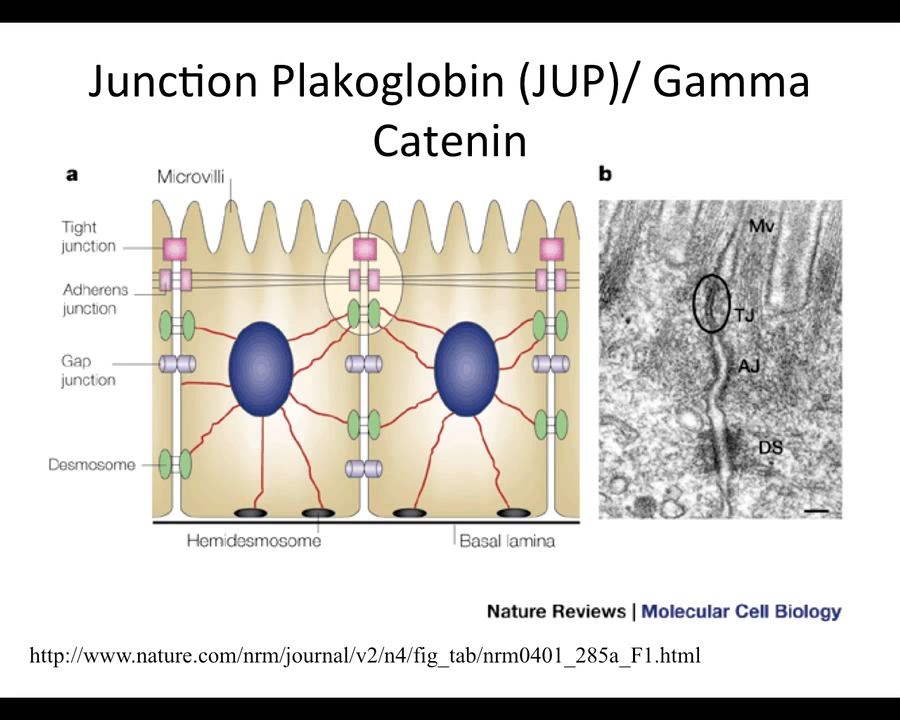 Junction Plakoglobin (JUP)/ Gamma
Catenin
a
Microvilli
Tight
junction
Adherens
junction
Gap
junction
Desmosome
Hemidesmosome
Basal lamina
b
Mv
TJ
AJ
DS
Nature Reviews | Molecular Cell Biology
http://www.nature.com/nrm/journal/v2/n4/fig_tab/nrm0401_285a_F1.html